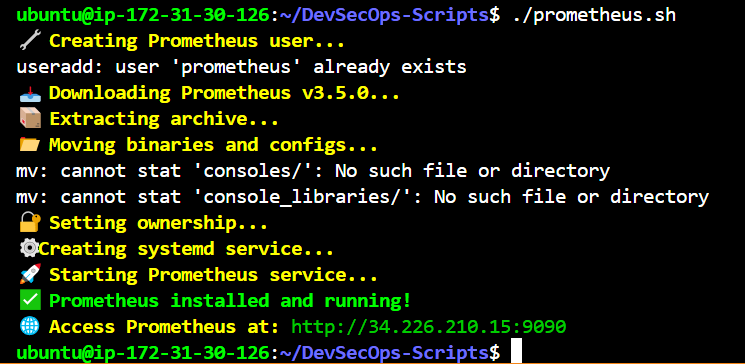 ubuntu@ip-172-31-30-126:~/DevSecOps-Scripts$ ./prometheus.sh
🔧 Creating Prometheus user...
useradd: user 'prometheus' already exists
📥 Downloading Prometheus v3.5.0...
📦 Extracting archive...
📂 Moving binaries and configs...
mv: cannot stat 'consoles/': No such file or directory
mv: cannot stat 'console_libraries/': No such file or directory
🔐 Setting ownership...
⚙️Creating systemd service...
🚀 Starting Prometheus service...
✅ Prometheus installed and running!
🌐 Access Prometheus at: http://34.226.210.15:9090
ubuntu@ip-172-31-30-126:~/DevSecOps-Scripts$